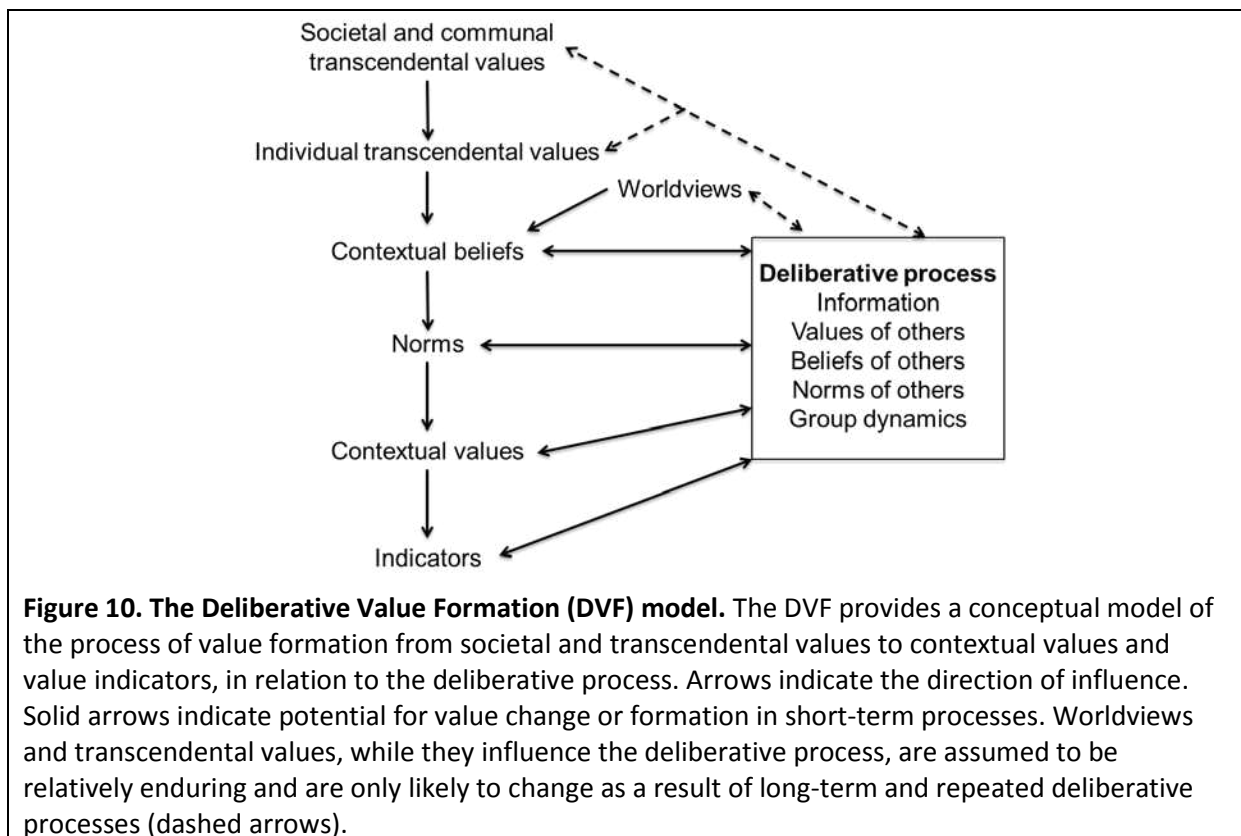 Societal and communal
transcendental values
Individual transcendental values
Worldviews
Contextual beliefs
Norms
Contextual values
Indicators
Deliberative process
Information
Values of others
Beliefs of others
Norms of others
Group dynamics
Figure 10. The Deliberative Value Formation (DVF) model. The DVF provides a conceptual model of
the process of value formation from societal and transcendental values to contextual values and
value indicators, in relation to the deliberative process. Arrows indicate the direction of influence.
Solid arrows indicate potential for value change or formation in short-term processes. Worldviews
and transcendental values, while they influence the deliberative process, are assumed to be
relatively enduring and are only likely to change as a result of long-term and repeated deliberative
processes (dashed arrows).